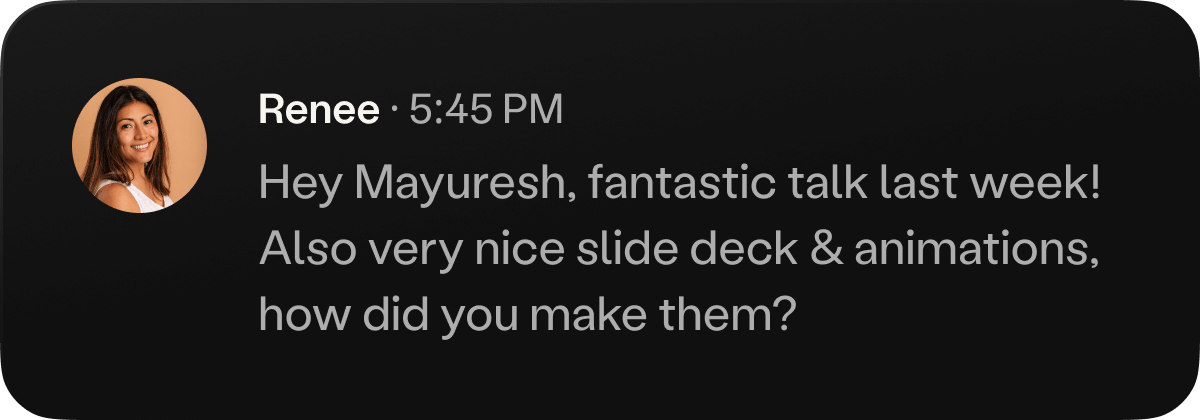 Renee · 5:45 PM
Hey Mayuresh, fantastic talk last week!
Also very nice slide deck & animations,
how did you make them?